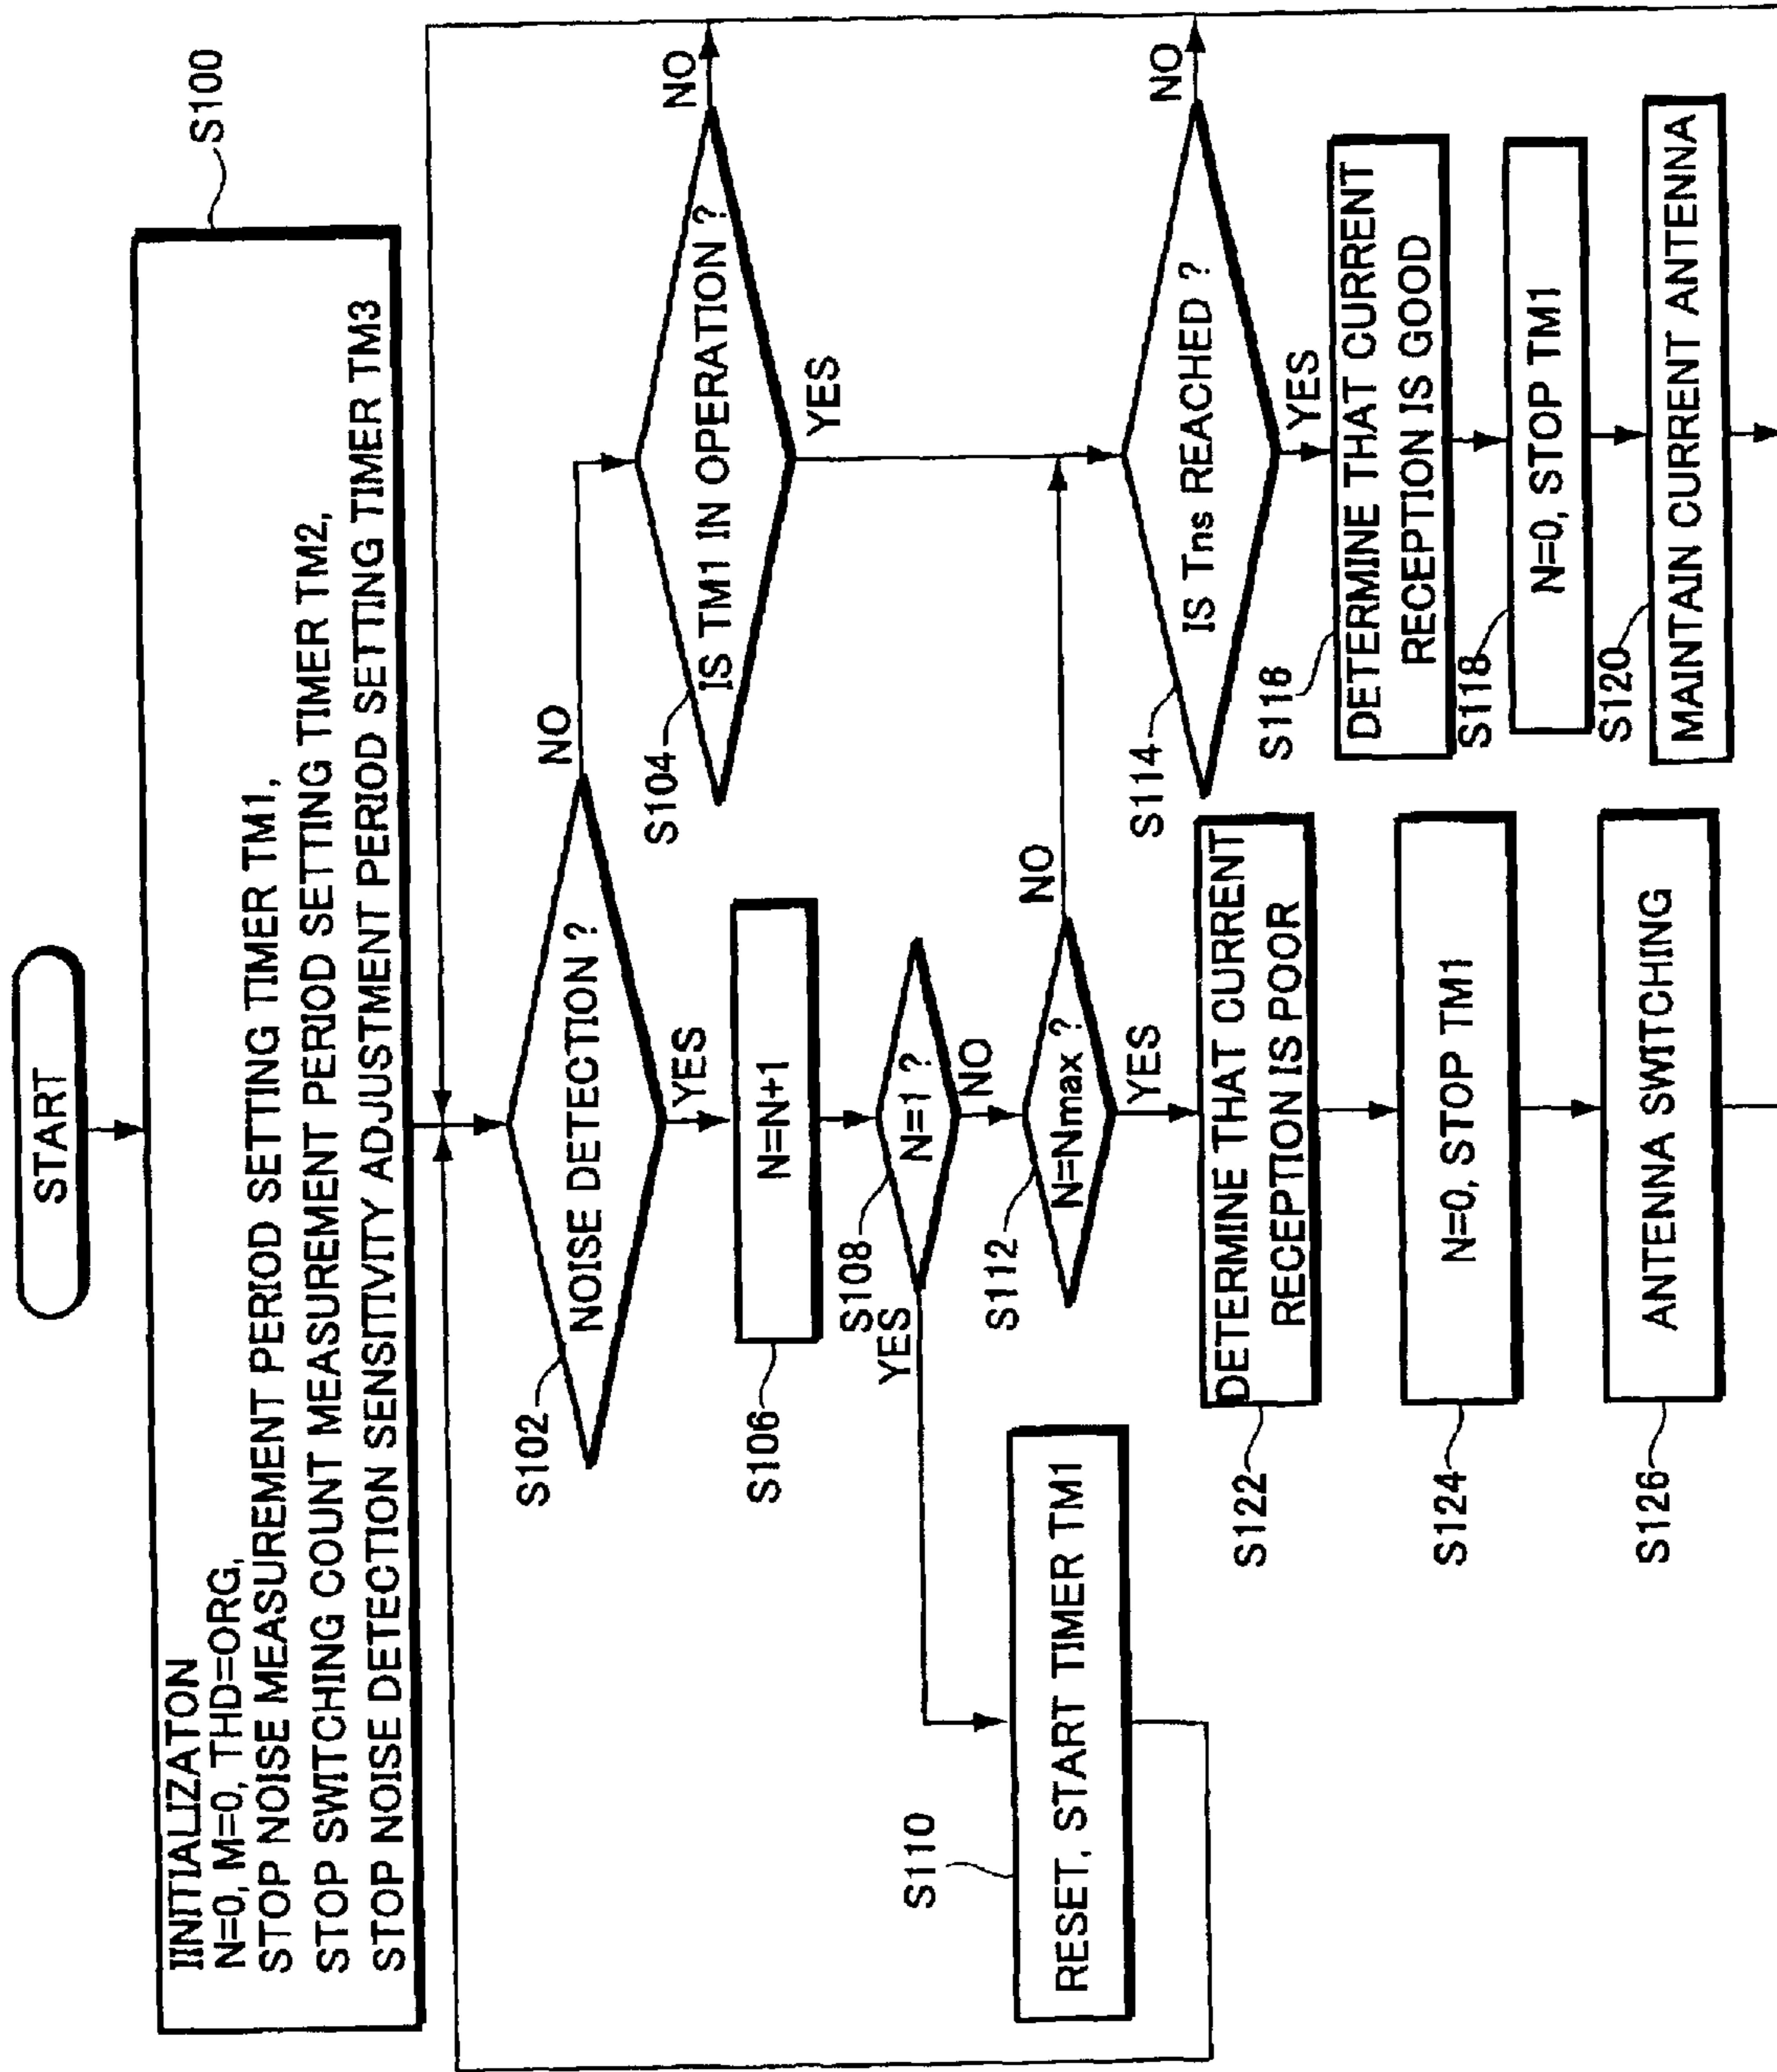 START
S100
IINITIALIZATON
N=0, M=0, THD=ORG,
STOP NOISE MEASUREMENT PERIOD SETTING TIMER TM1,
STOP SWITCHING COUNT MEASUREMENT PERIOD SETTING TIMER TM2,
STOP NOISE DETECTION SENSITIVITY ADJUSTMENT PERIOD SETTING TIMER TM3
S102
NOISE DETECTION ?
NO
YES
S104
IS TM1 IN OPERATION ?
NO
YES
S106
N=N+1
S108
N=1 ?
YES
NO
S110
RESET, START TIMER TM1
S112
N=Nmax ?
NO
YES
S114
IS Tns REACHED ?
NO
YES
S116
DETERMINE THAT CURRENT
RECEPTION IS GOOD
S118
N=0, STOP TM1
S120
MAINTAIN CURRENT ANTENNA
S122
DETERMINE THAT CURRENT
RECEPTION IS POOR
S124
N=0, STOP TM1
S126
ANTENNA SWITCHING